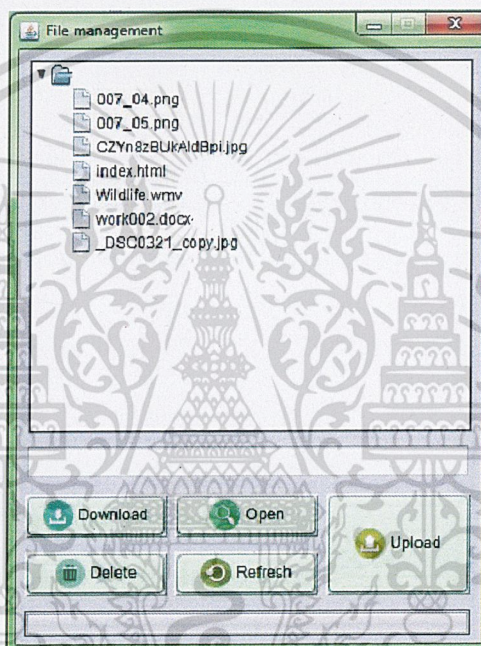 File management
007_04.png
007_05.png
CZYn8zBUkAIdBpi.jpg
index.html
Wildlife.wmv
work002.docx
_DSC0321_copy.jpg
Download
Open
Upload
Delete
Refresh